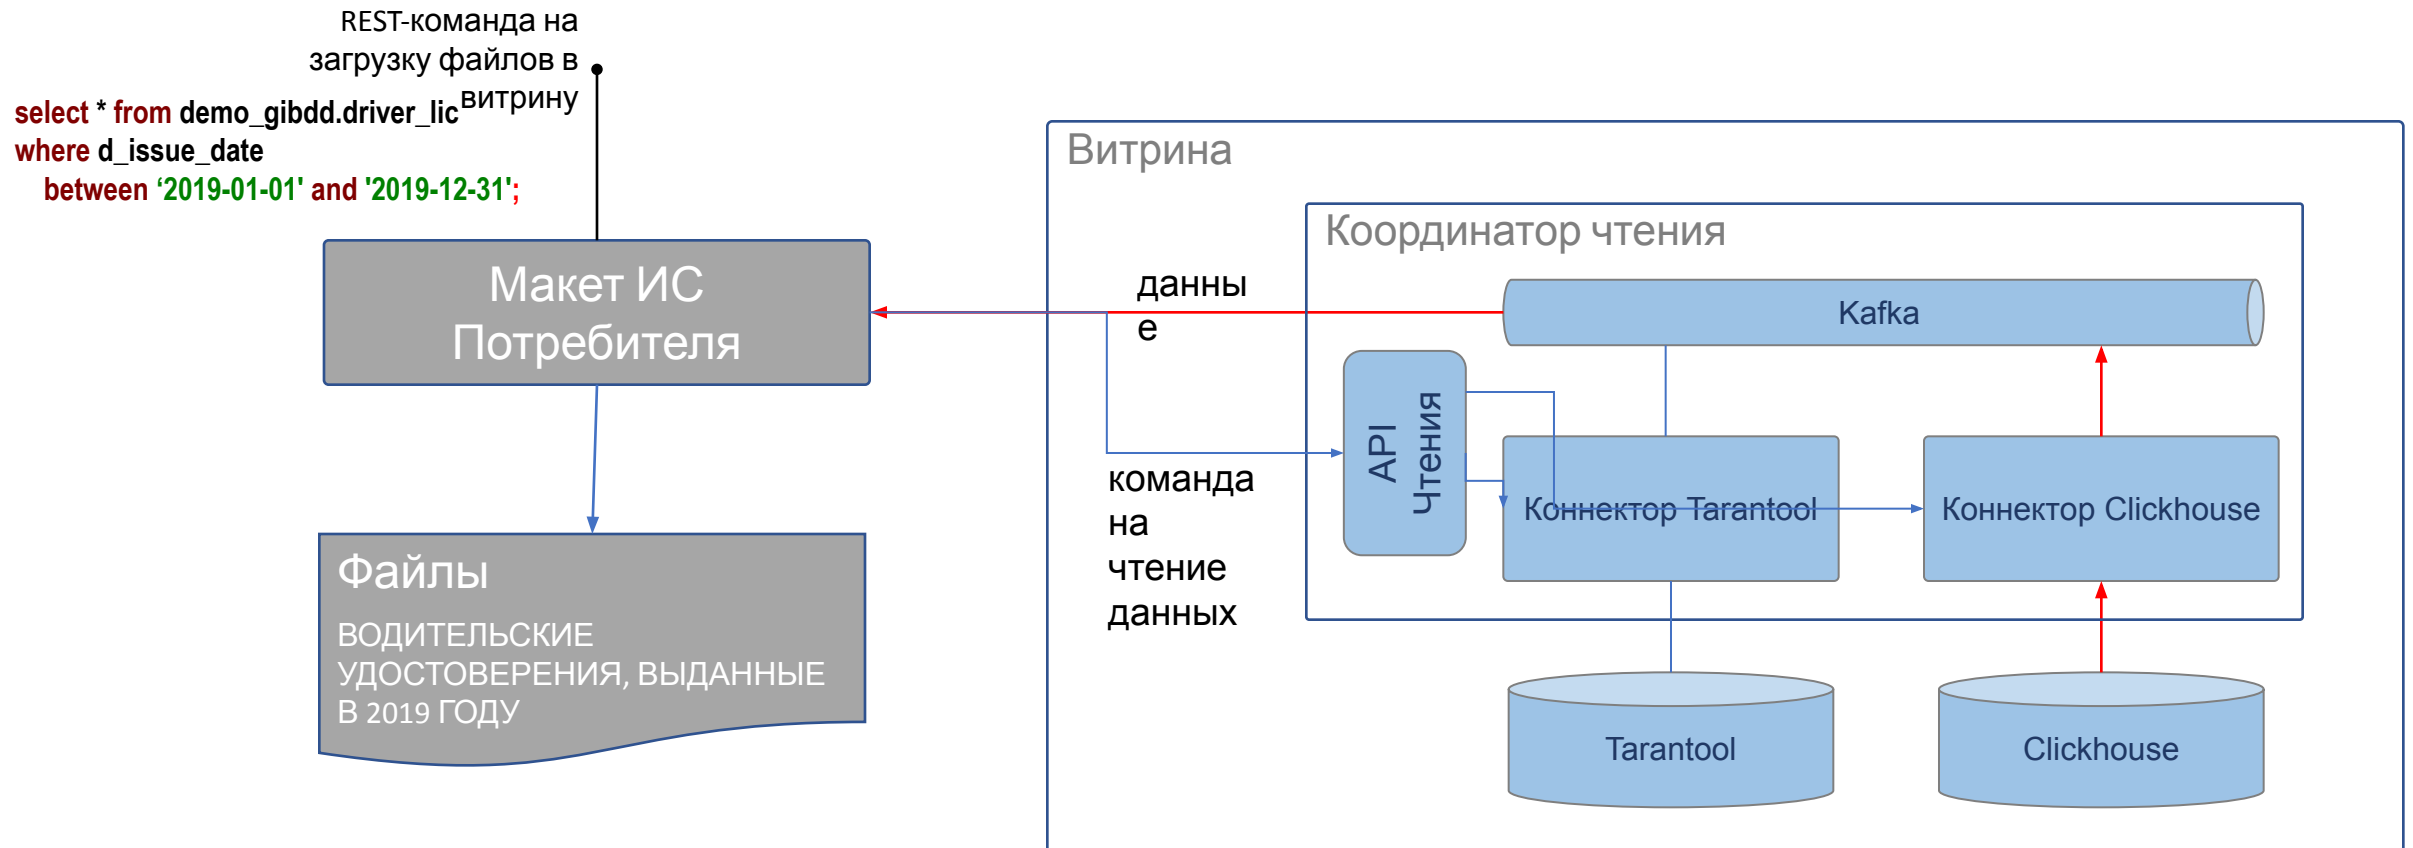 REST-команда на
загрузку файлов в
витрину
select * from demo_gibdd.driver_lic
where d_issue_date
between ‘2019-01-01' and '2019-12-31';
Витрина
Координатор чтения
Макет ИС
Потребителя
данны
е
Kafka
API
Чтения
команда
на
чтение
данных
Коннектор Tarantool
Коннектор Clickhouse
Файлы
ВОДИТЕЛЬСКИЕ
УДОСТОВЕРЕНИЯ, ВЫДАННЫЕ
В 2019 ГОДУ
Tarantool
Clickhouse